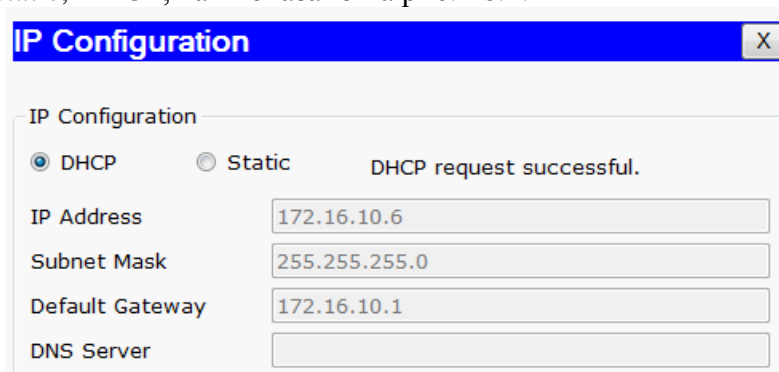 IP Configuration X
IP Configuration
DHCP Static DHCP request successful.
IP Address 172.16.10.6
Subnet Mask 255.255.255.0
Default Gateway 172.16.10.1
DNS Server